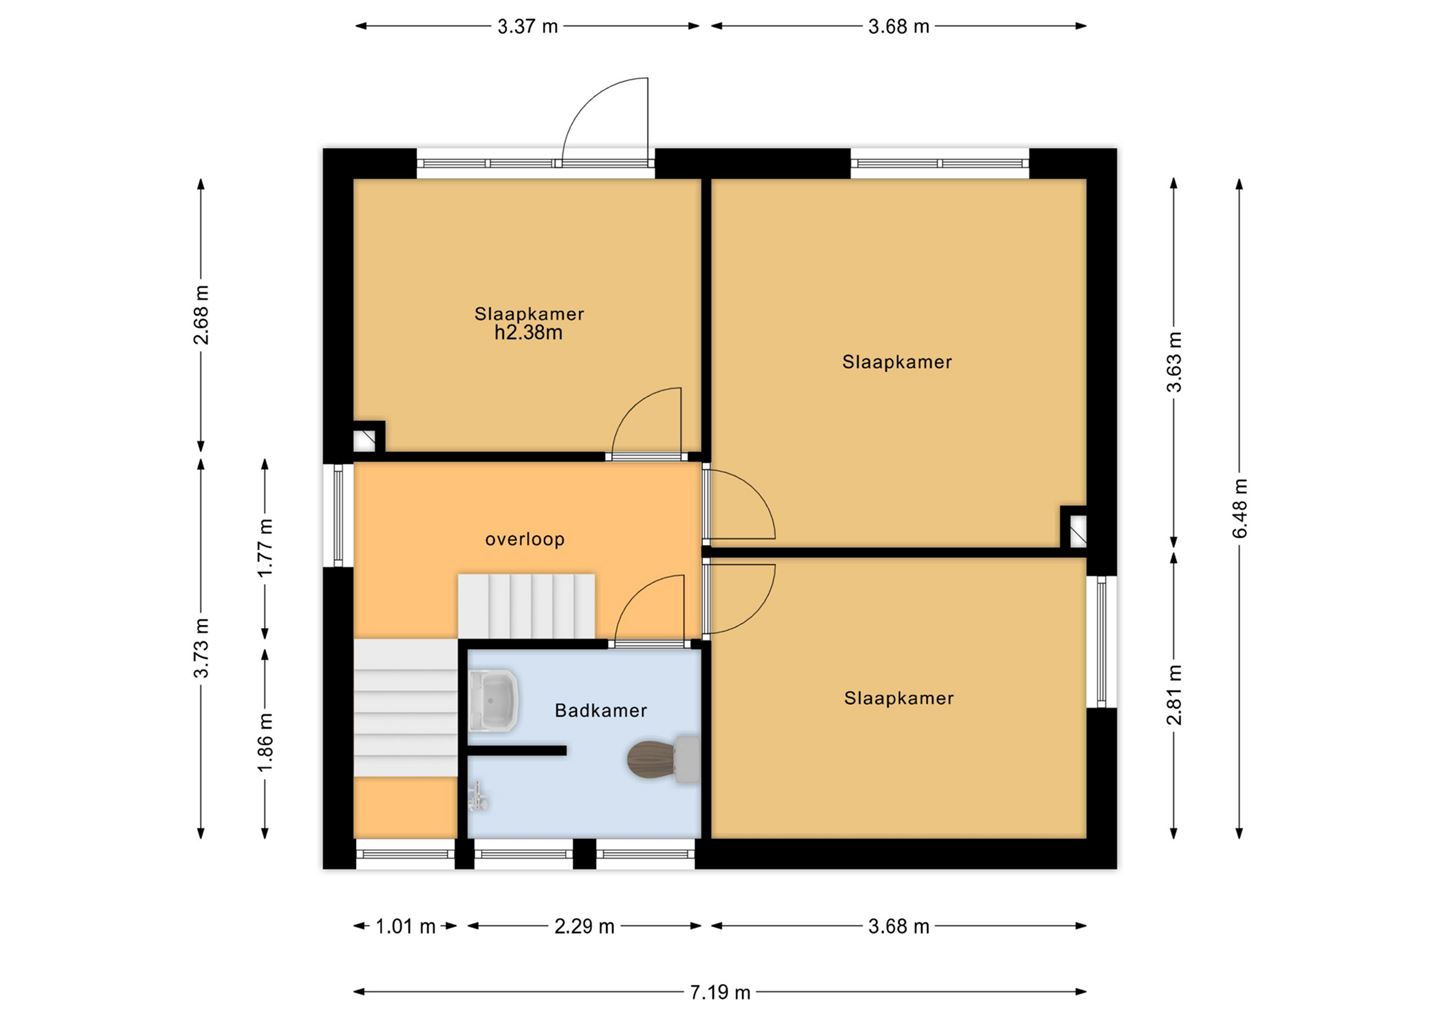 3.37 m
3.68 m
2.68 m
3.73 m
1.77 m
1.86 m
Slaapkamer
h2.38m
Slaapkamer
overloop
Badkamer
Slaapkamer
3.63 m
2.81 m
6.48 m
1.01 m
2.29 m
3.68 m
7.19 m